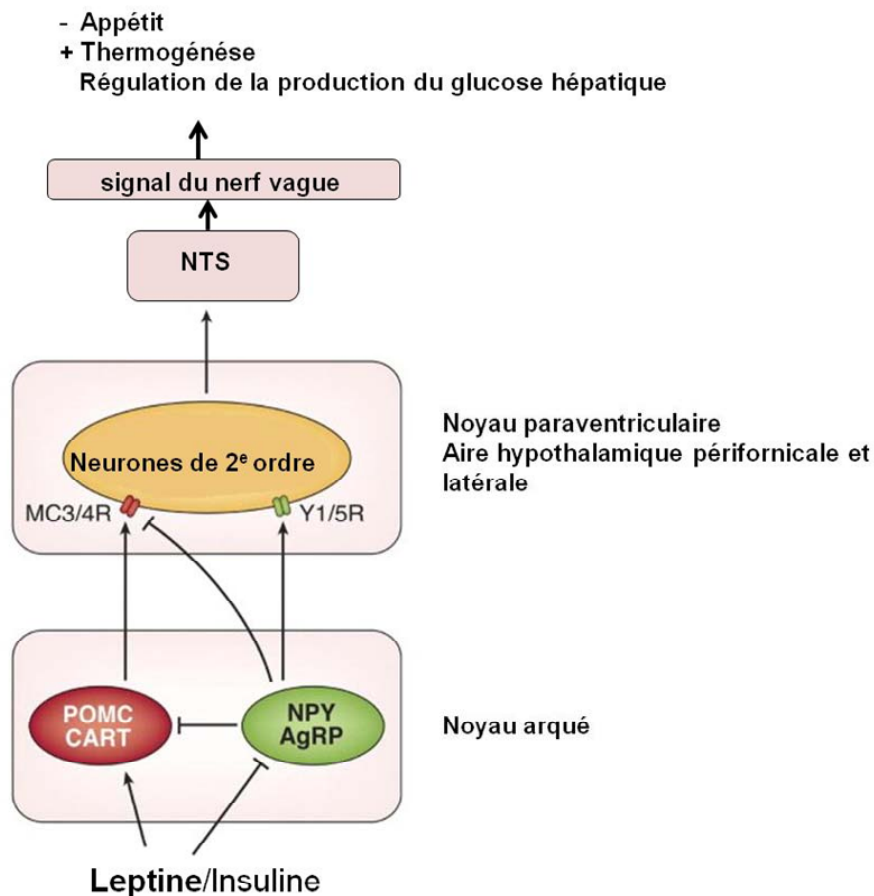 - Appétit
+ Thermogénése
Régulation de la production du glucose hépatique
signal du nerf vague
NTS
Neurones de 2e ordre
MC3/4R
Y1/5R
Noyau paraventriculaire
Aire hypothalamique périfornicale et
latérale
POMC
CART
NPY
AgRP
Noyau arqué
Leptine/Insuline